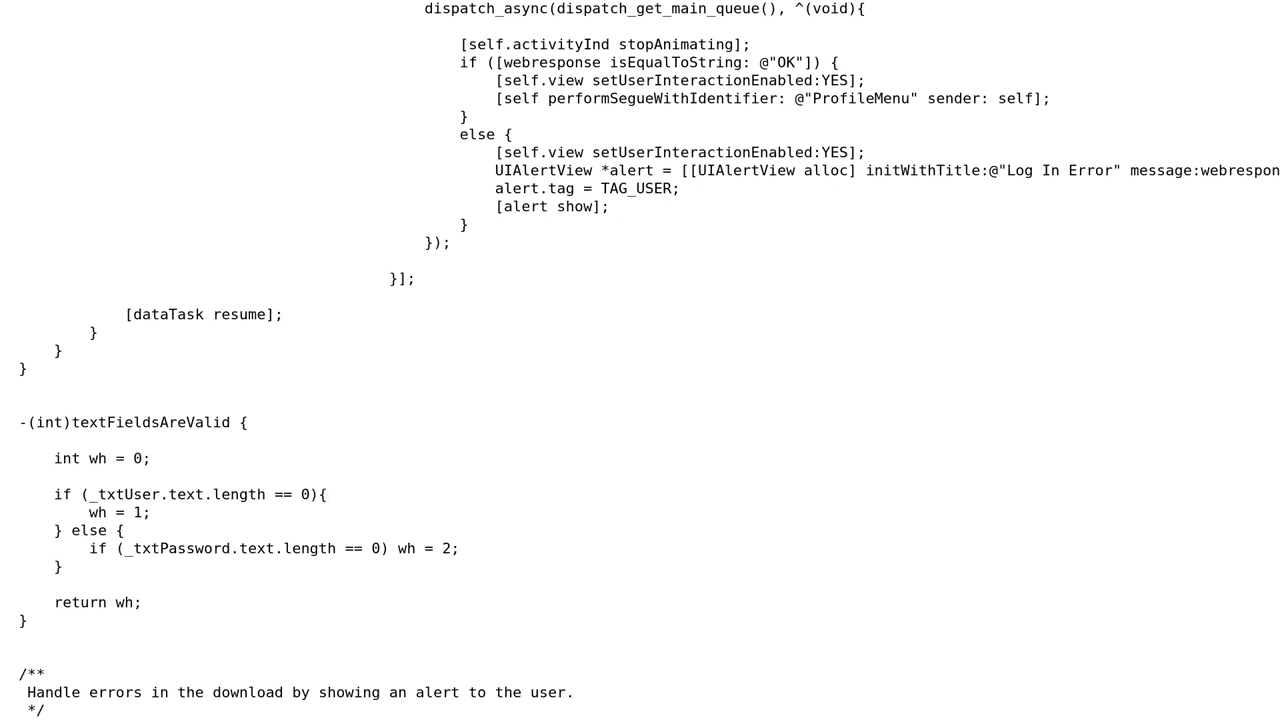 dispatch_async(dispatch_get_main_queue(), ^(void){
[self.activityInd stopAnimating];
if ([webresponse isEqualToString: @"OK"]) {
[self.view setUserInteractionEnabled:YES];
[self performSegueWithIdentifier: @"ProfileMenu" sender: self];
}
else {
[self.view setUserInteractionEnabled:YES];
UIAlertView *alert = [[UIAlertView alloc] initWithTitle:@"Log In Error" message:webrespon
alert.tag = TAG_USER;
[alert show];
}
});
}];
[dataTask resume];
}
}
}
-(int)textFieldsAreValid {
int wh = 0;
if (_txtUser.text.length == 0){
wh = 1;
} else {
if (_txtPassword.text.length == 0) wh = 2;
}
return wh;
}
/**
Handle errors in the download by showing an alert to the user.
*/